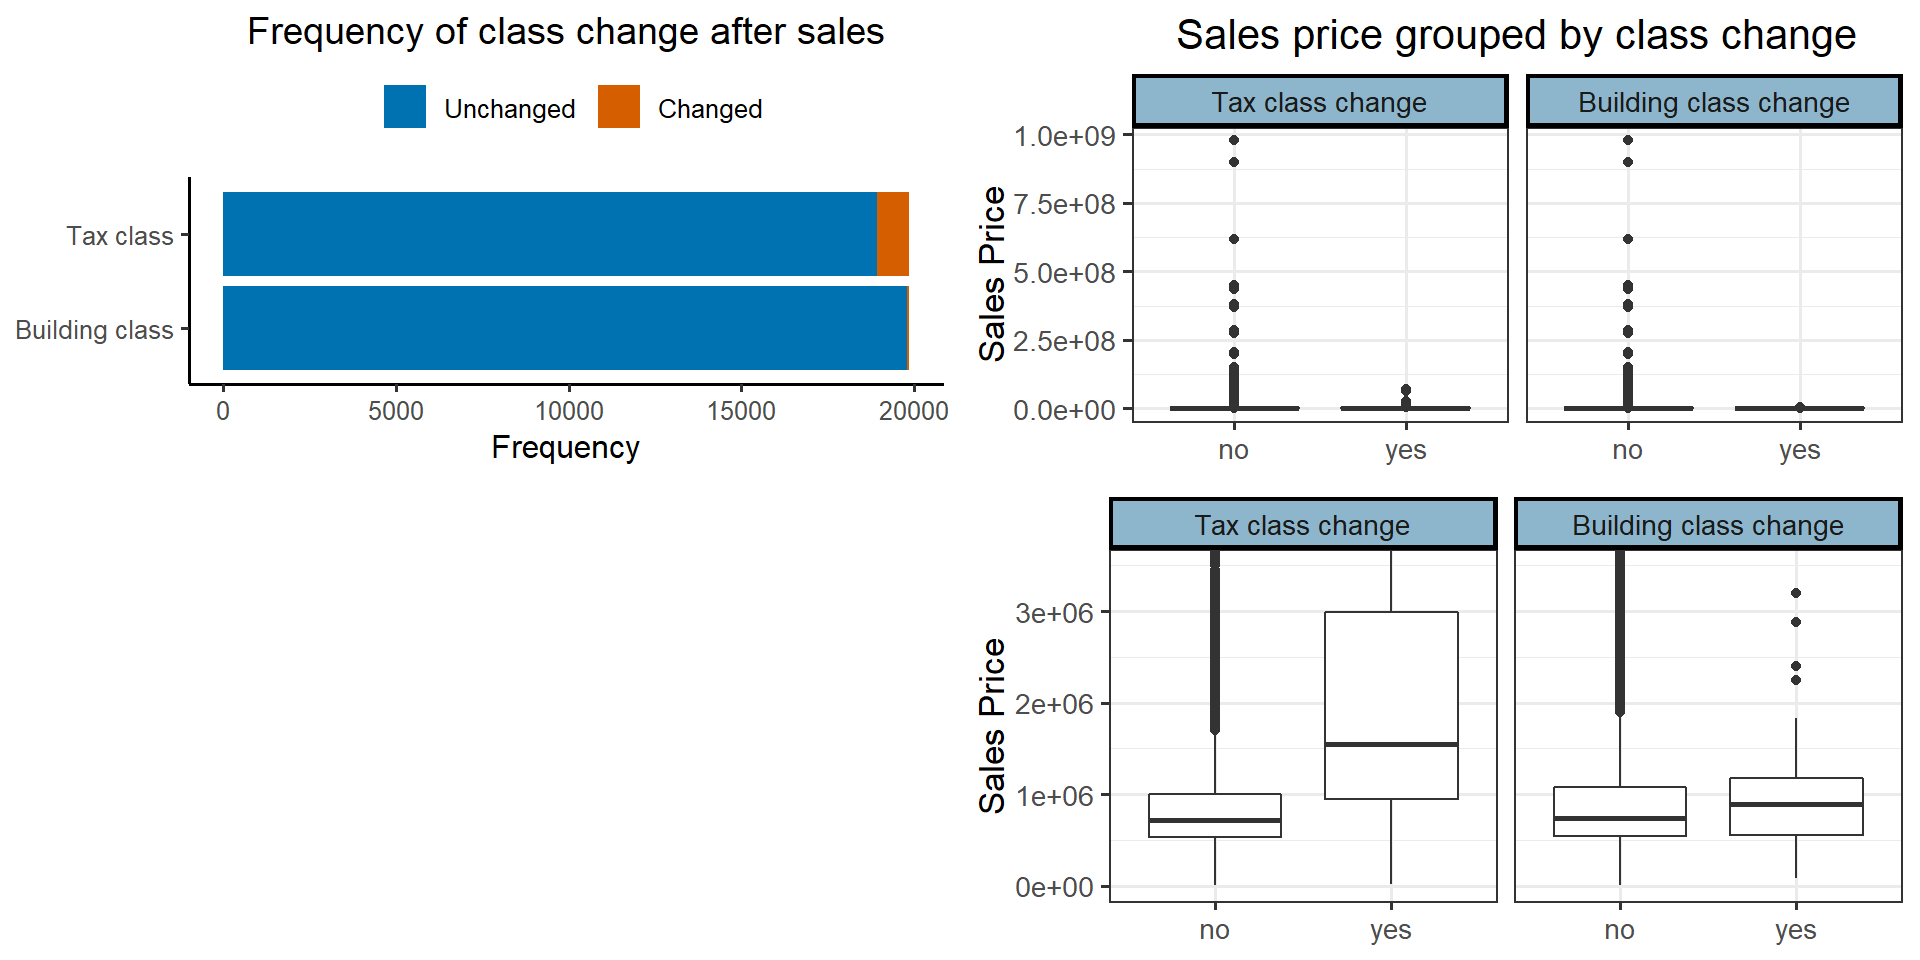 Frequency of class change after sales
Unchanged Changed
Tax class
Building class
0 5000 10000 15000 20000
Frequency
Sales price grouped by class change
Tax class change Building class change
Sales Price
1.0e+09
7.5e+08
5.0e+08
2.5e+08
0.0e+00
no yes no yes
Tax class change Building class change
Sales Price
3e+06
2e+06
1e+06
0e+00
no yes no yes